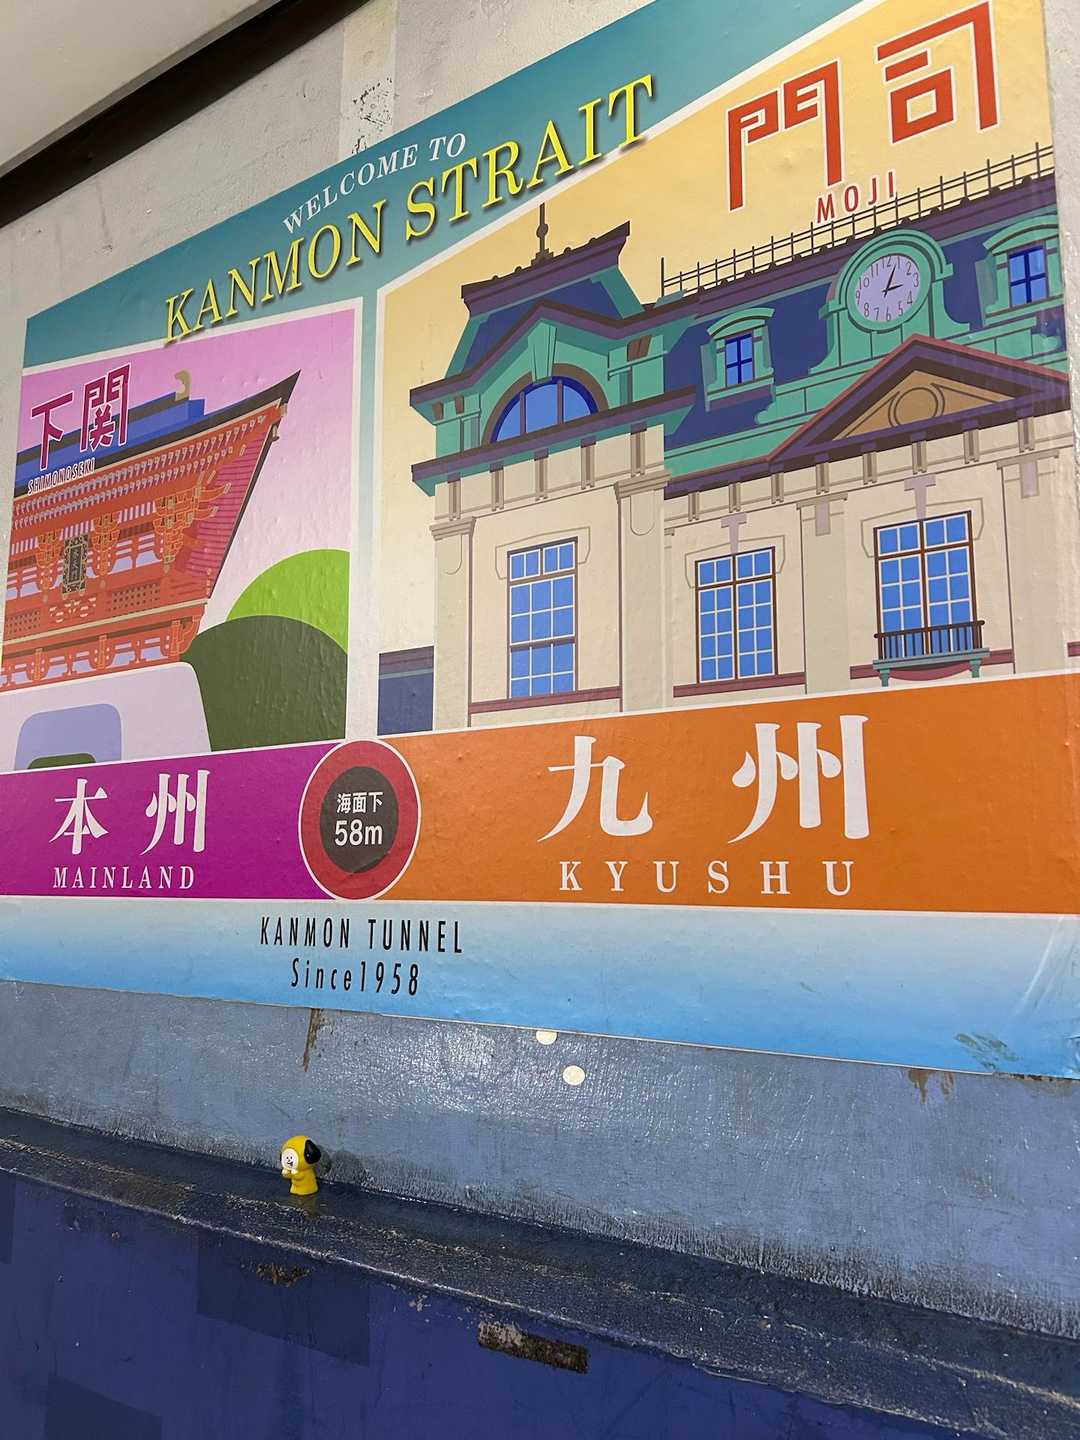 WELCOME TO
KANMON STRAIT
門司
MOJI
下関
SHIMONOSEKI
本州
MAINLAND
海面下
58m
九州
KYUSHU
KANMON TUNNEL
Since1958